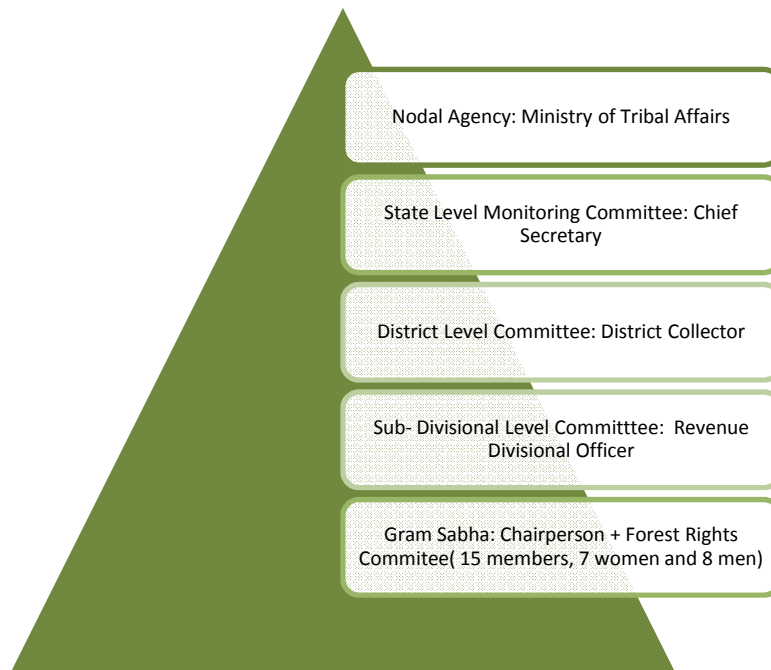 Nodal Agency: Ministry of Tribal Affairs
State Level Monitoring Committee: Chief
Secretary
District Level Committee: District Collector
Sub- Divisional Level Committtee:  Revenue
Divisional Officer
Gram Sabha: Chairperson + Forest Rights
Commitee( 15 members, 7 women and 8 men)